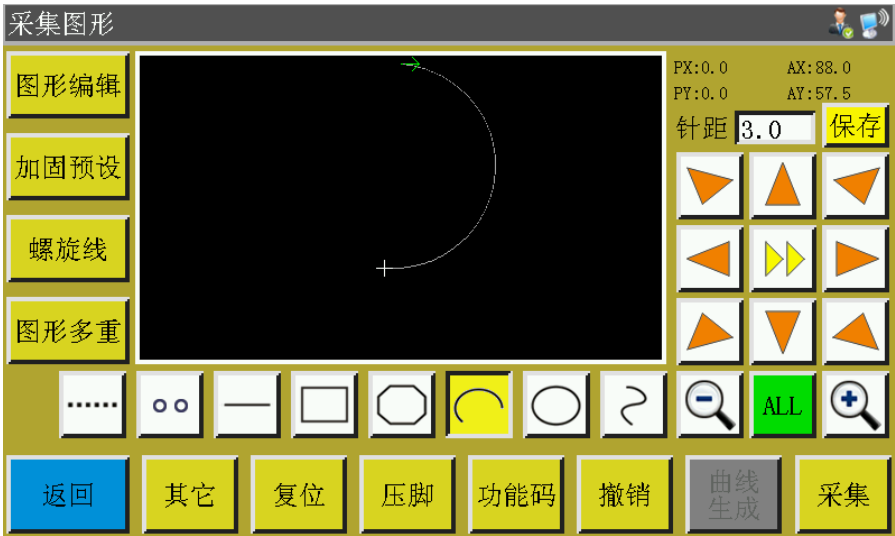 采集图形
图形编辑
加固预设
螺旋线
图形多重
PX:0.0 AX:88.0
PY:0.0 AY:57.5
针距 3.0 保存
ALL
返回
其它
复位
压脚
功能码
撤销
曲线
生成
采集